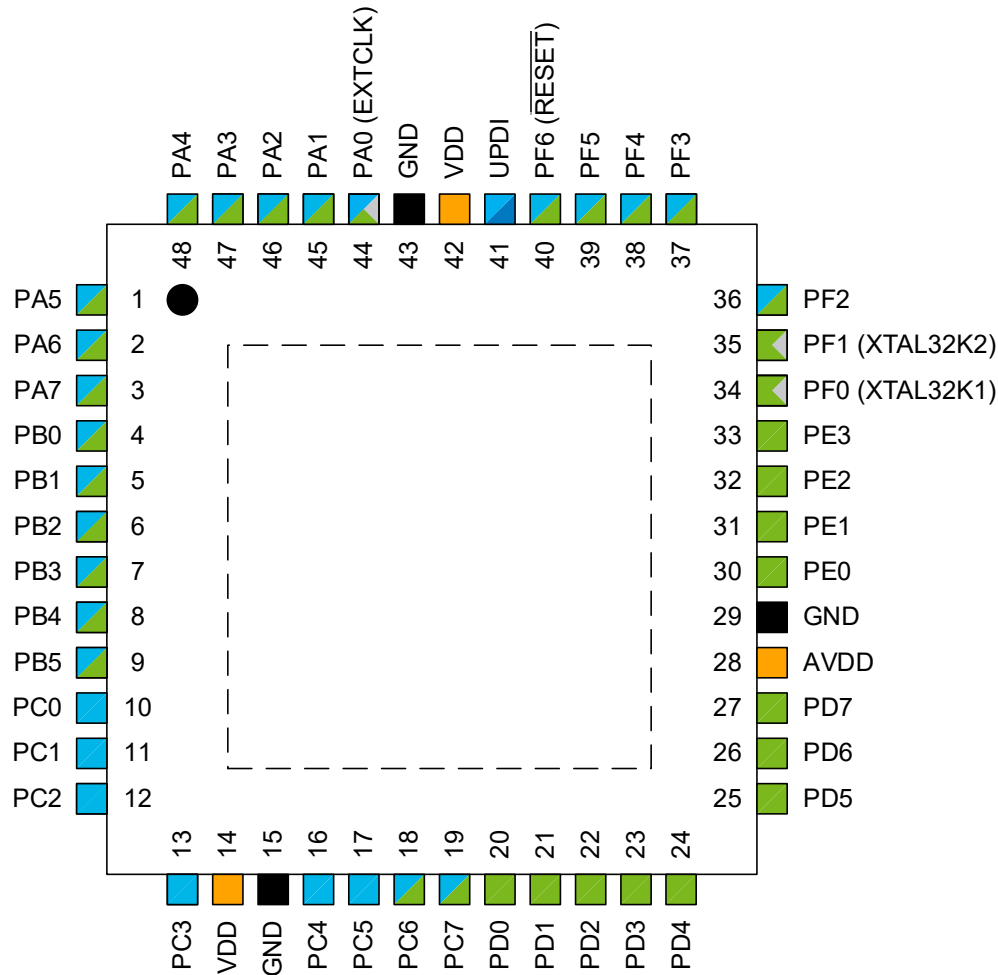 PA4 PA3 PA2 PA1 PA0 (EXTCLK) GND VDD UPDI PF6 (RESET) PF5 PF4 PF3
48 47 46 45 44 43 42 41 40 39 38 37
PA5 1 36 PF2
PA6 2 35 PF1 (XTAL32K2)
PA7 3 34 PF0 (XTAL32K1)
PB0 4 33 PE3
PB1 5 32 PE2
PB2 6 31 PE1
PB3 7 30 PE0
PB4 8 29 GND
PB5 9 28 AVDD
PC0 10 27 PD7
PC1 11 26 PD6
PC2 12 25 PD5
13 14 15 16 17 18 19 20 21 22 23 24
PC3 VDD GND PC4 PC5 PC6 PC7 PD0 PD1 PD2 PD3 PD4